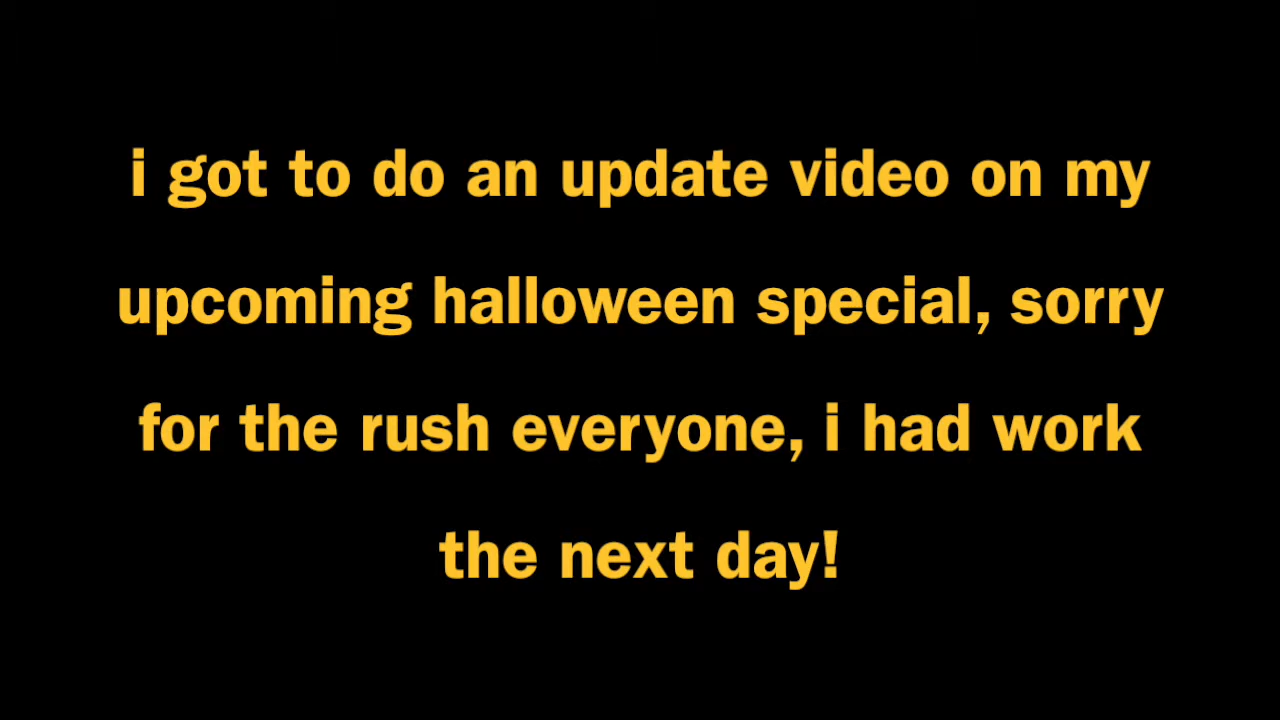 i got to do an update video on my
upcoming halloween special, sorry
for the rush everyone, i had work
the next day!